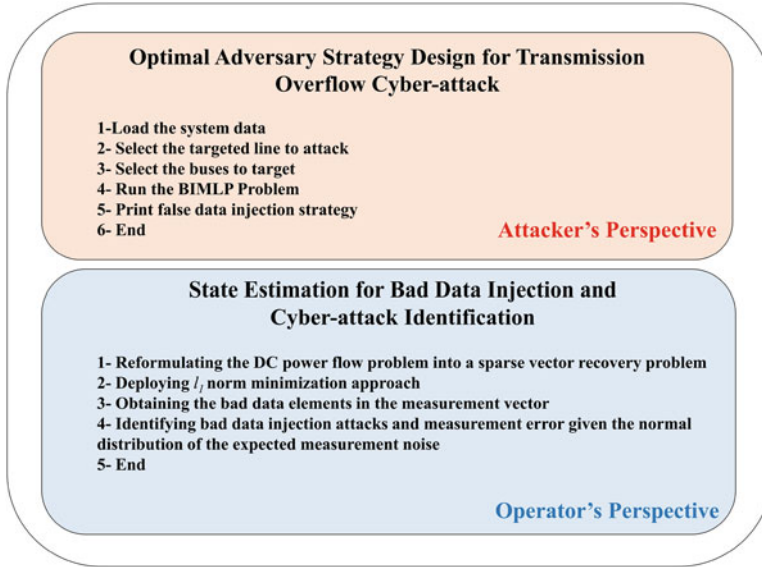 Optimal Adversary Strategy Design for Transmission
Overflow Cyber-attack
1-Load the system data
2- Select the targeted line to attack
3- Select the buses to target
4- Run the BIMLP Problem
5- Print false data injection strategy
6- End
Attacker's Perspective
State Estimation for Bad Data Injection and
Cyber-attack Identification
1- Reformulating the DC power flow problem into a sparse vector recovery problem
2- Deploying l₁ norm minimization approach
3- Obtaining the bad data elements in the measurement vector
4- Identifying bad data injection attacks and measurement error given the normal
distribution of the expected measurement noise
5- End
Operator's Perspective